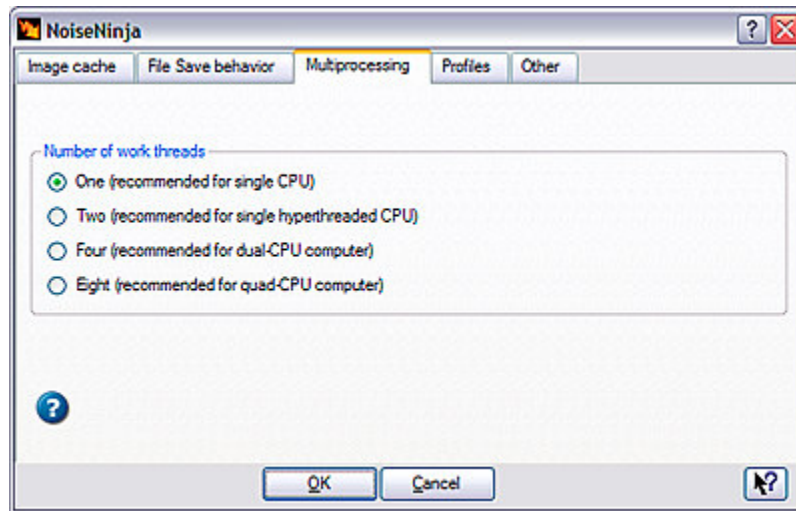 NoiseNinja
Image cache File Save behavior Multiprocessing Profiles Other
Number of work threads
One (recommended for single CPU)
Two (recommended for single hyperthreaded CPU)
Four (recommended for dual-CPU computer)
Eight (recommended for quad-CPU computer)
OK Cancel